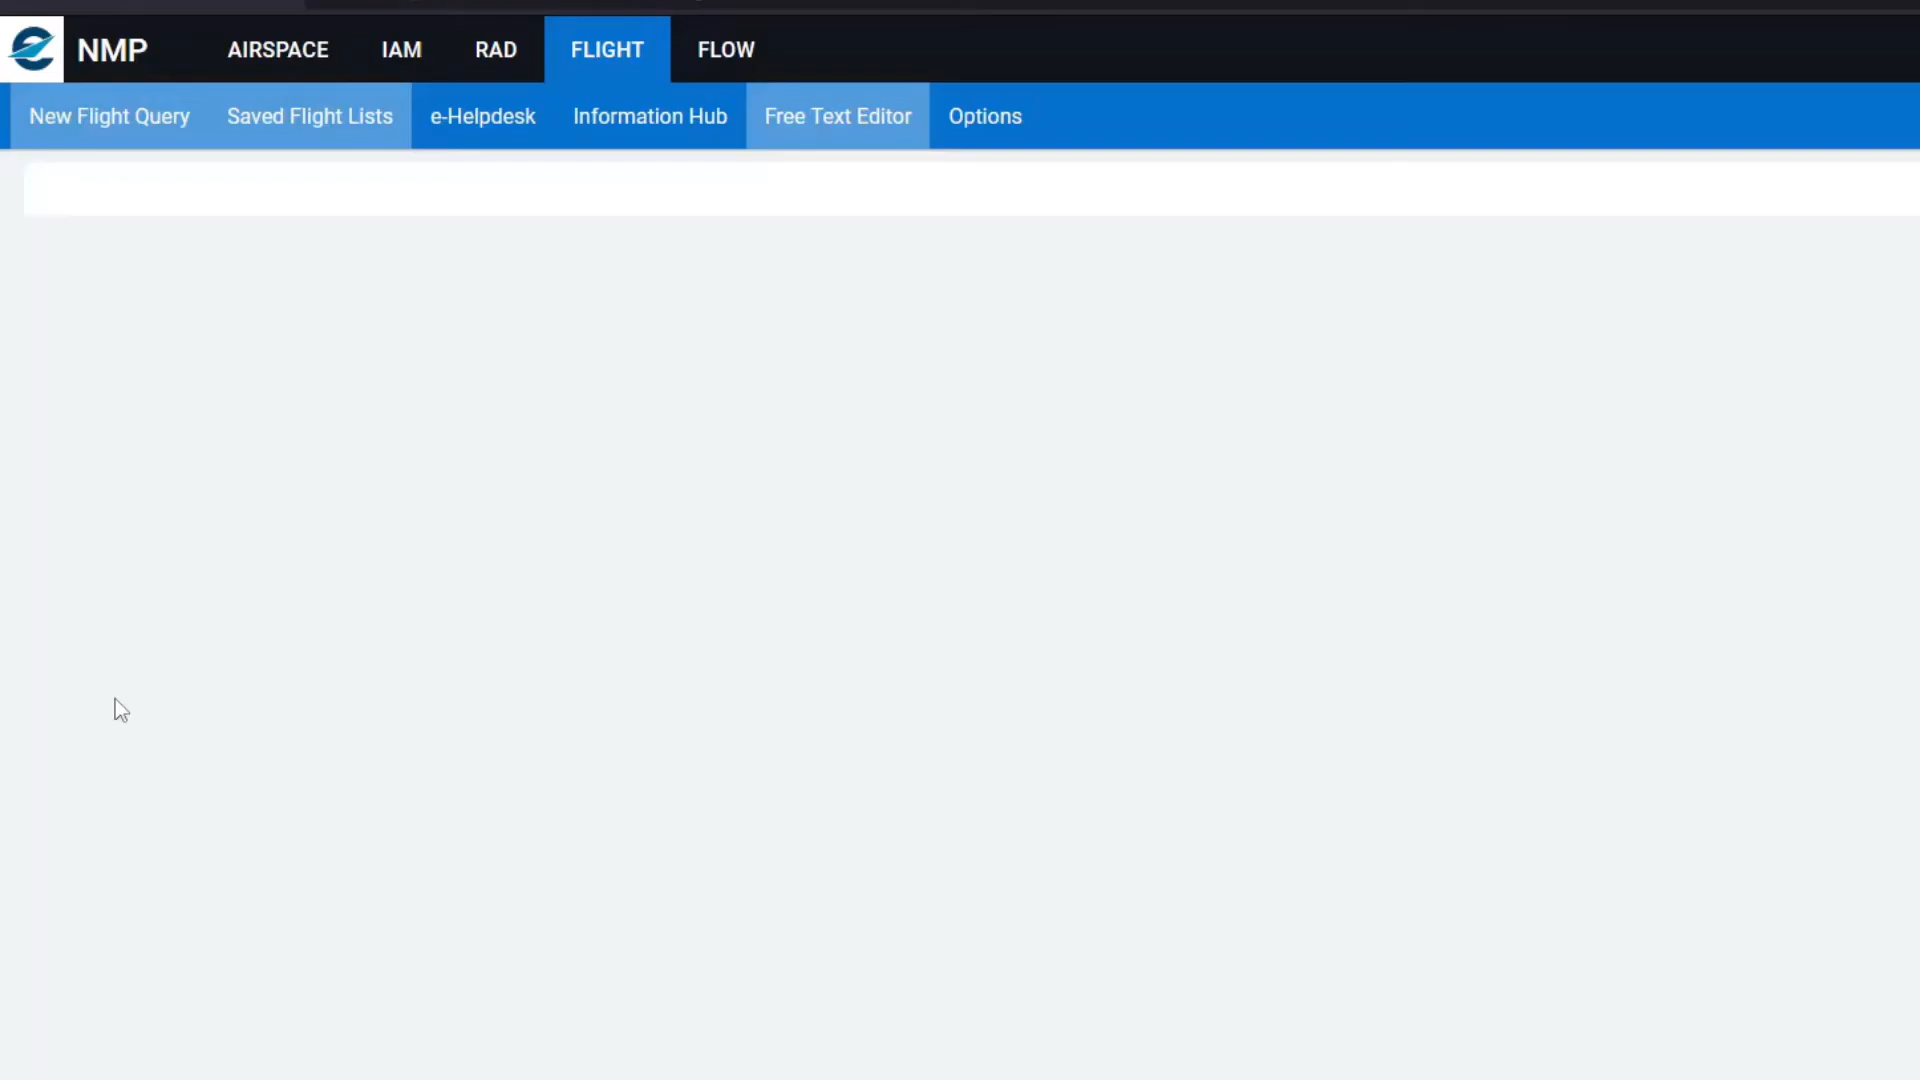 NMP AIRSPACE IAM RAD FLIGHT FLOW
New Flight Query Saved Flight Lists e-Helpdesk Information Hub Free Text Editor Options